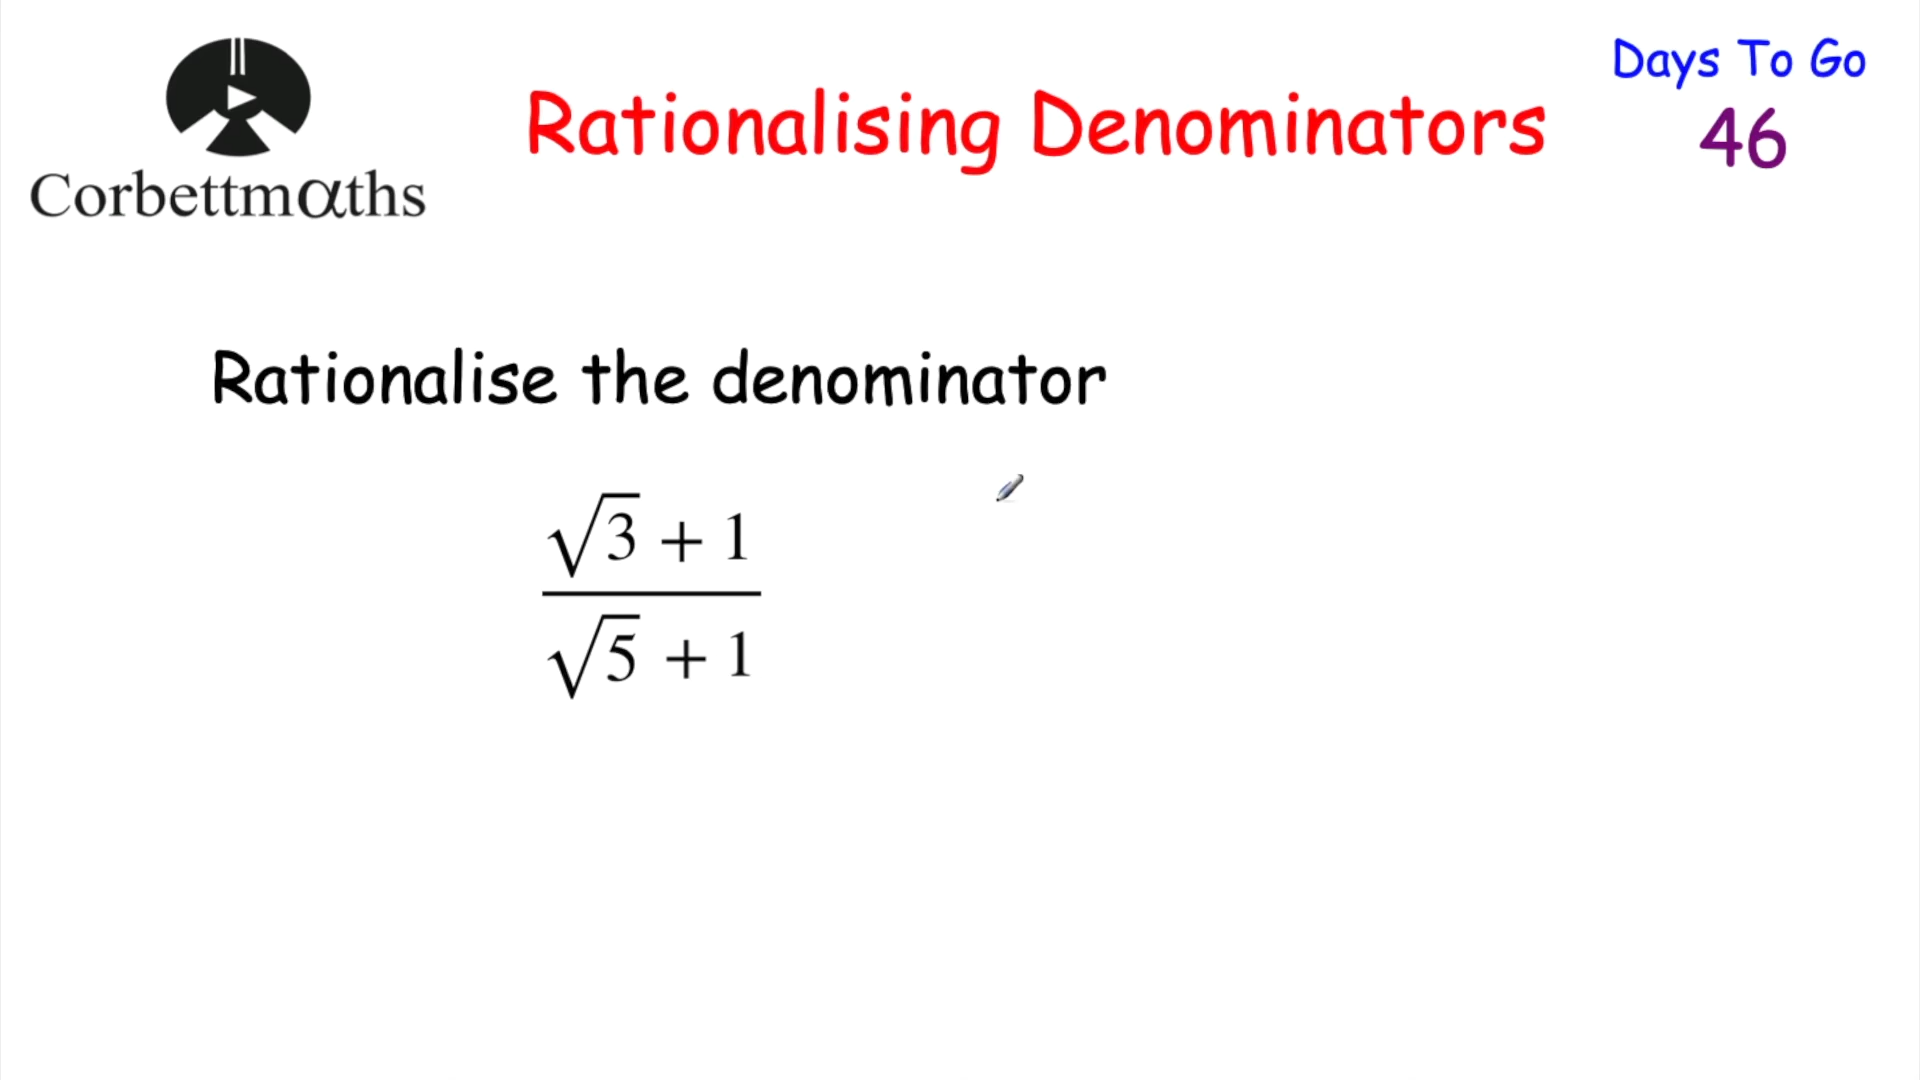 Corbettmαths
Rationalising Denominators
Days To Go
46
Rationalise the denominator
√3 + 1
√5 + 1